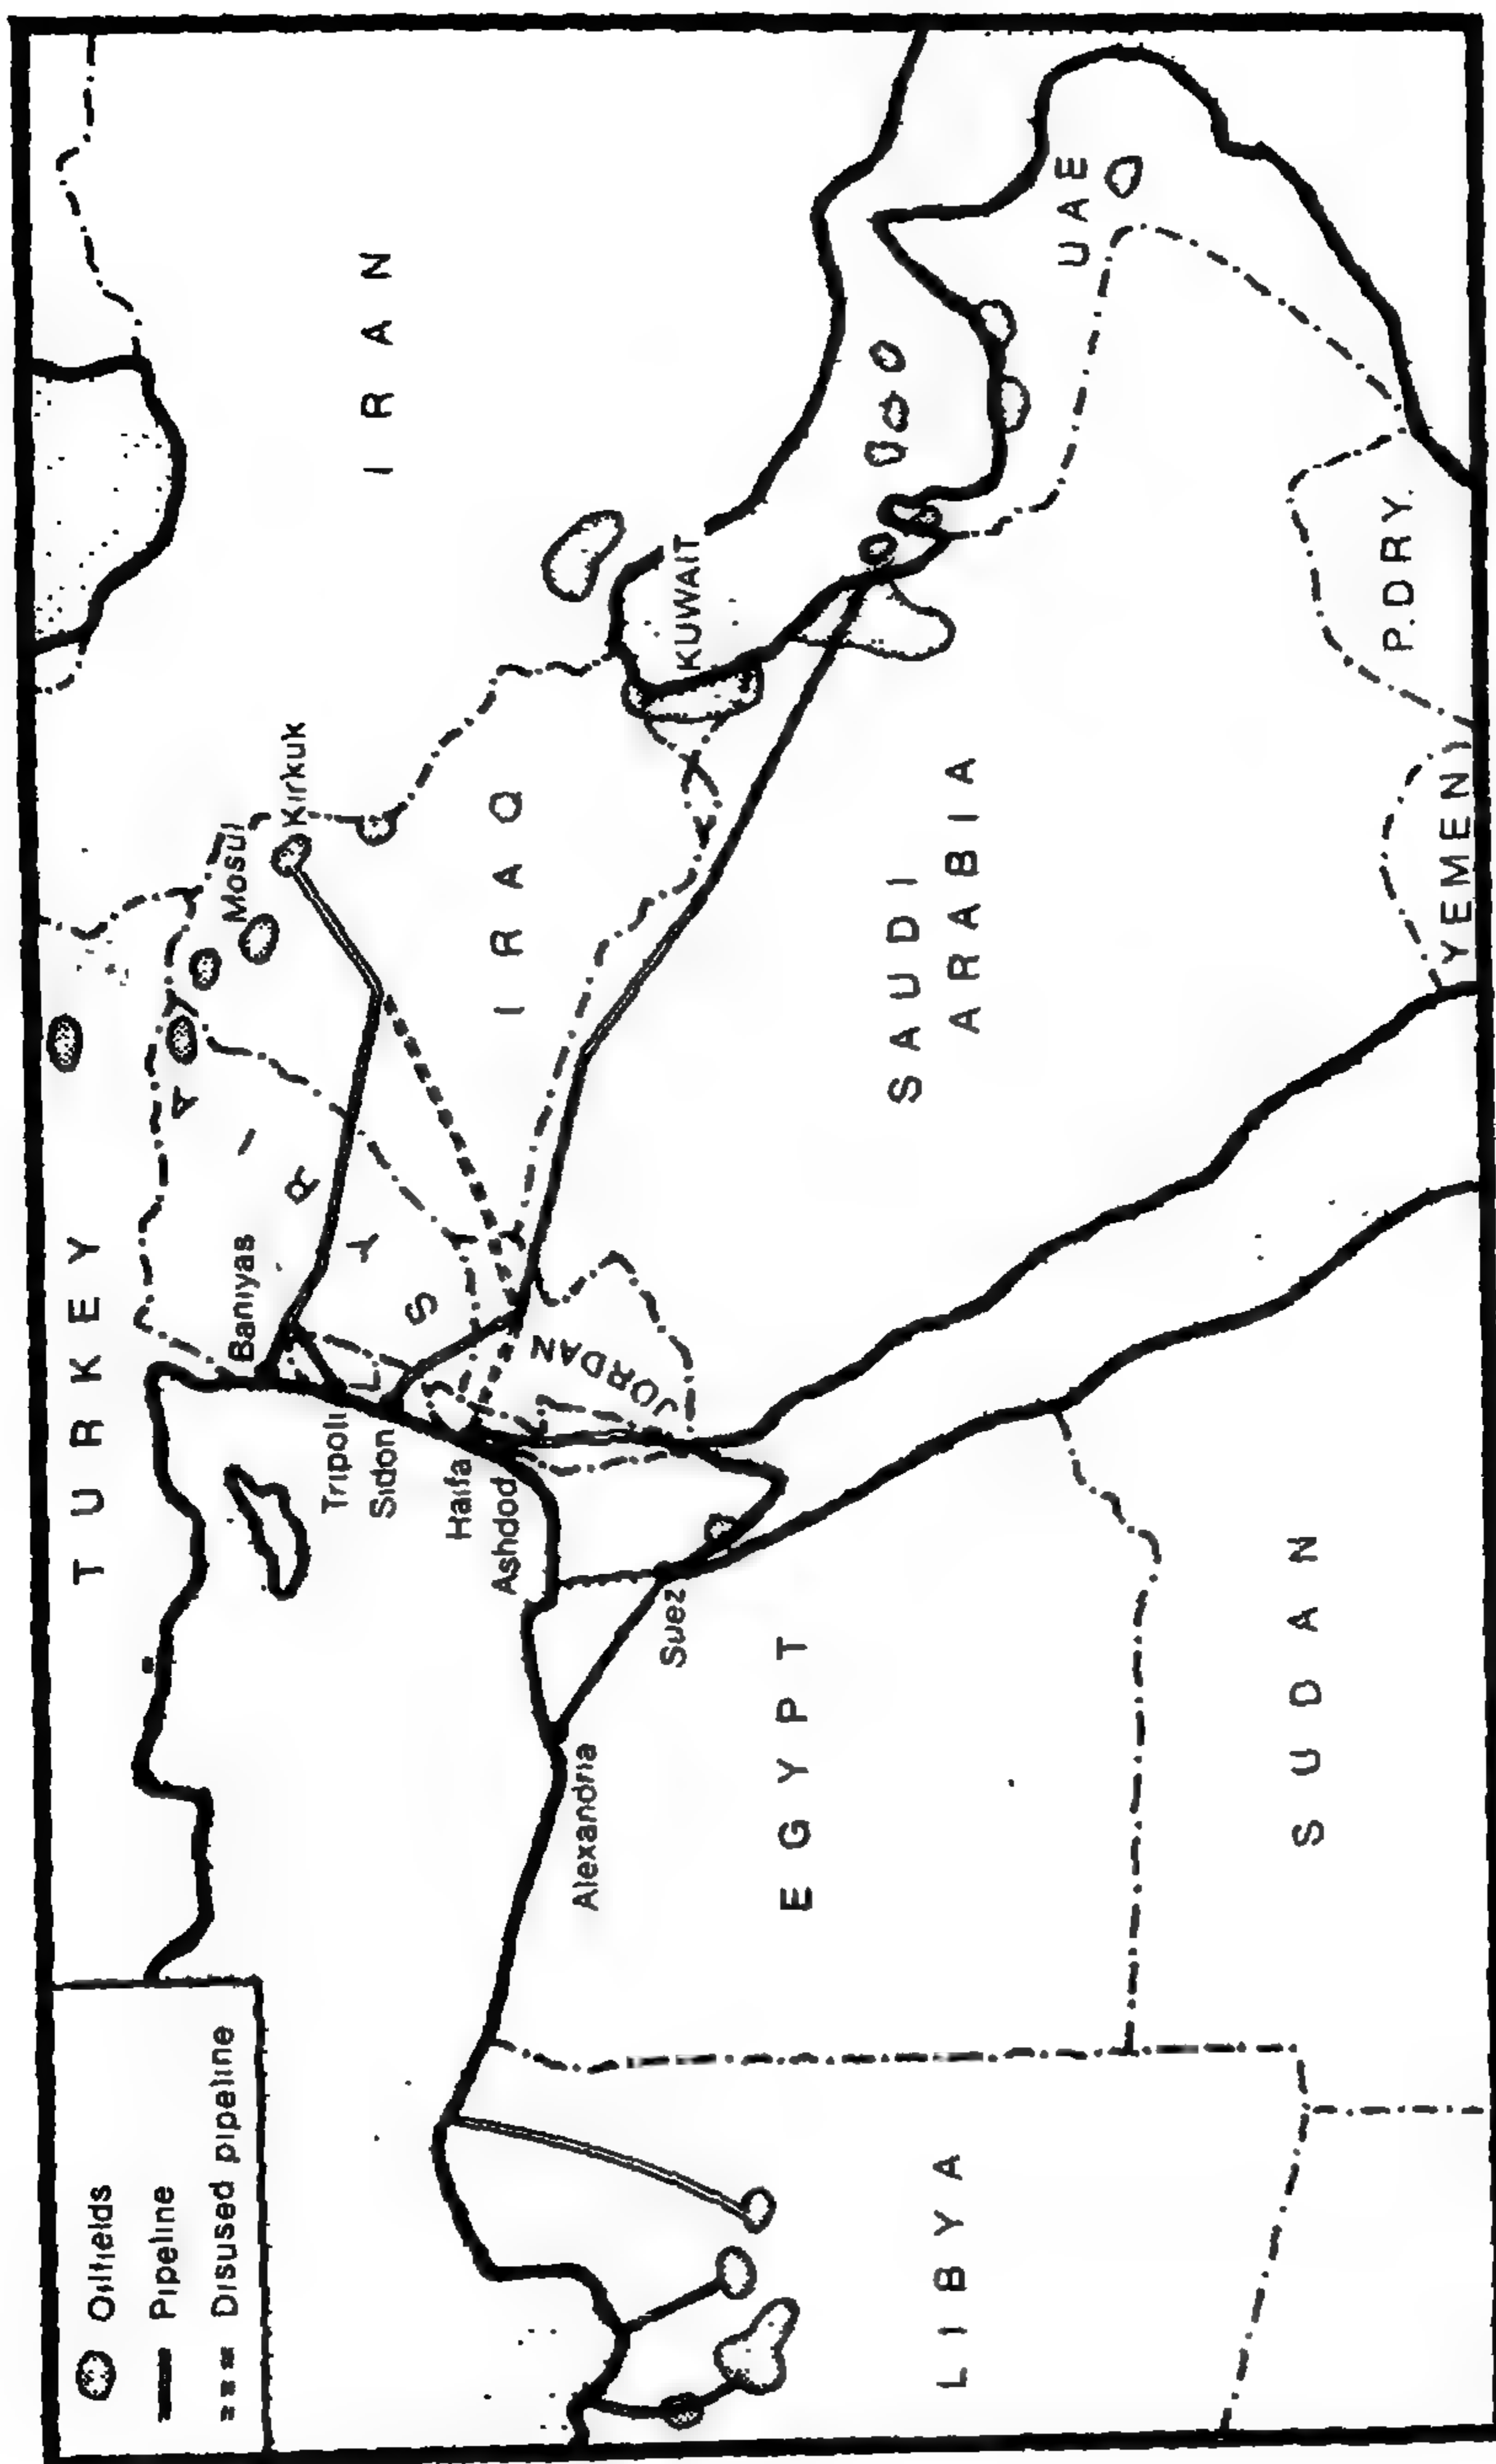 Oilfields
Pipeline
Disused pipeline
TURKEY
IRAN
Mosul
Kirkuk
SYRIA
Baniyas
Tripoli
L
Sidon
Haifa
Ashdod
JORDAN
IRAQ
KUWAIT
Alexandria
Suez
EGYPT
LIBYA
SAUDI
ARABIA
UAE
SUDAN
YEMEN
P.DRY.